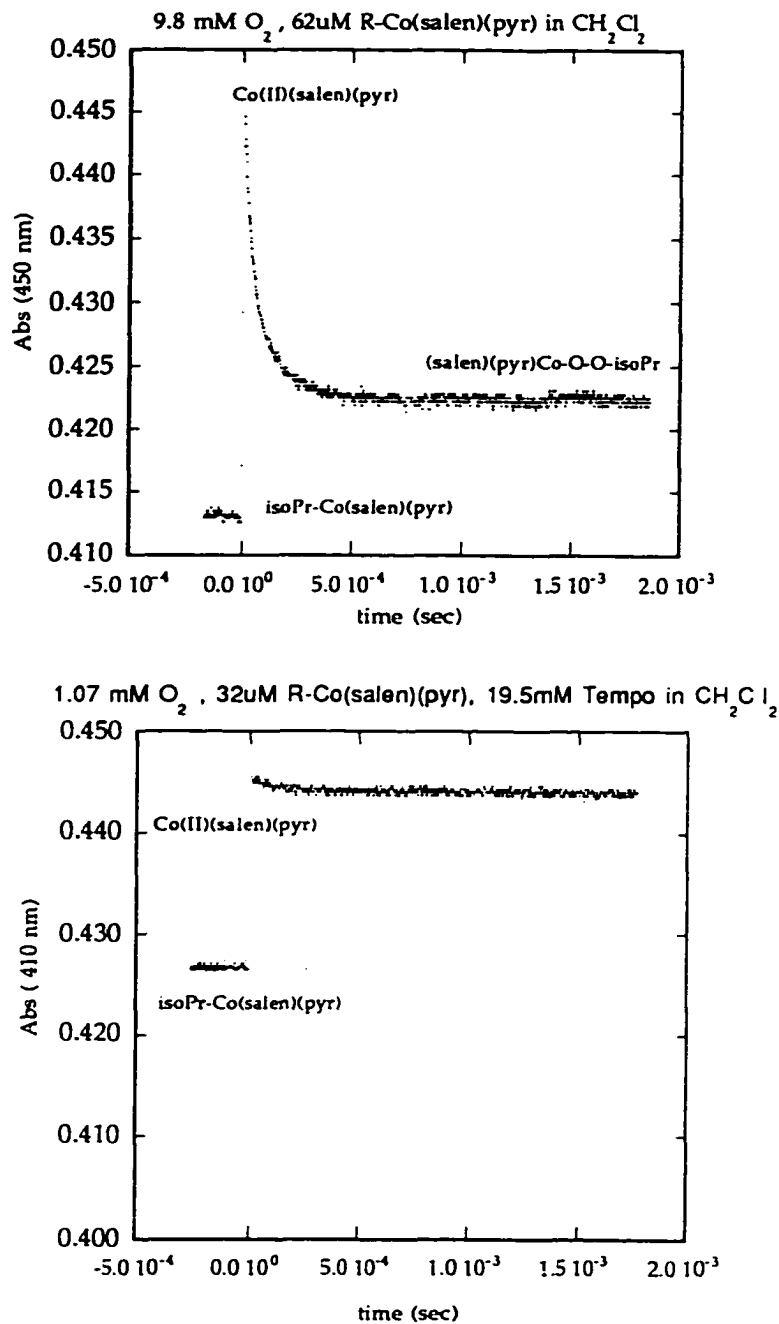 9.8 mM O2 , 62uM R-Co(salen)(pyr) in CH2Cl2
0.450
0.445
0.440
0.435
0.430
0.425
0.420
0.415
0.410
Abs (450 nm)
Co(II)(salen)(pyr)
(salen)(pyr)Co-O-O-isoPr
isoPr-Co(salen)(pyr)
-5.0 10-4
0.0 100
5.0 10-4
1.0 10-3
1.5 10-3
2.0 10-3
time (sec)
1.07 mM O2 , 32uM R-Co(salen)(pyr), 19.5mM Tempo in CH2Cl2
0.450
0.440
0.430
0.420
0.410
0.400
Abs ( 410 nm)
Co(II)(salen)(pyr)
isoPr-Co(salen)(pyr)
-5.0 10-4
0.0 100
5.0 10-4
1.0 10-3
1.5 10-3
2.0 10-3
time (sec)